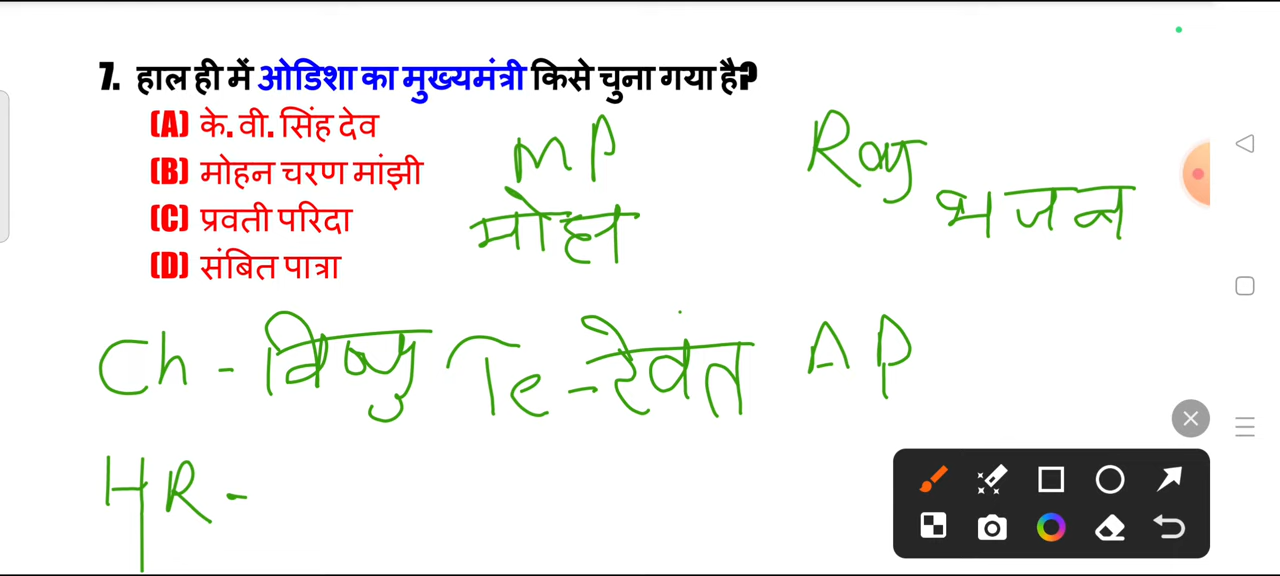 7. हाल ही में ओडिशा का मुख्यमंत्री किसे चुना गया है?
(A) के. वी. सिंह देव
(B) मोहन चरण मांझी
(C) प्रवती परिदा
(D) संबित पात्रा
MP Raj
मोहन भजन
Ch - विष्णु Te - रेवंत AP
HR -